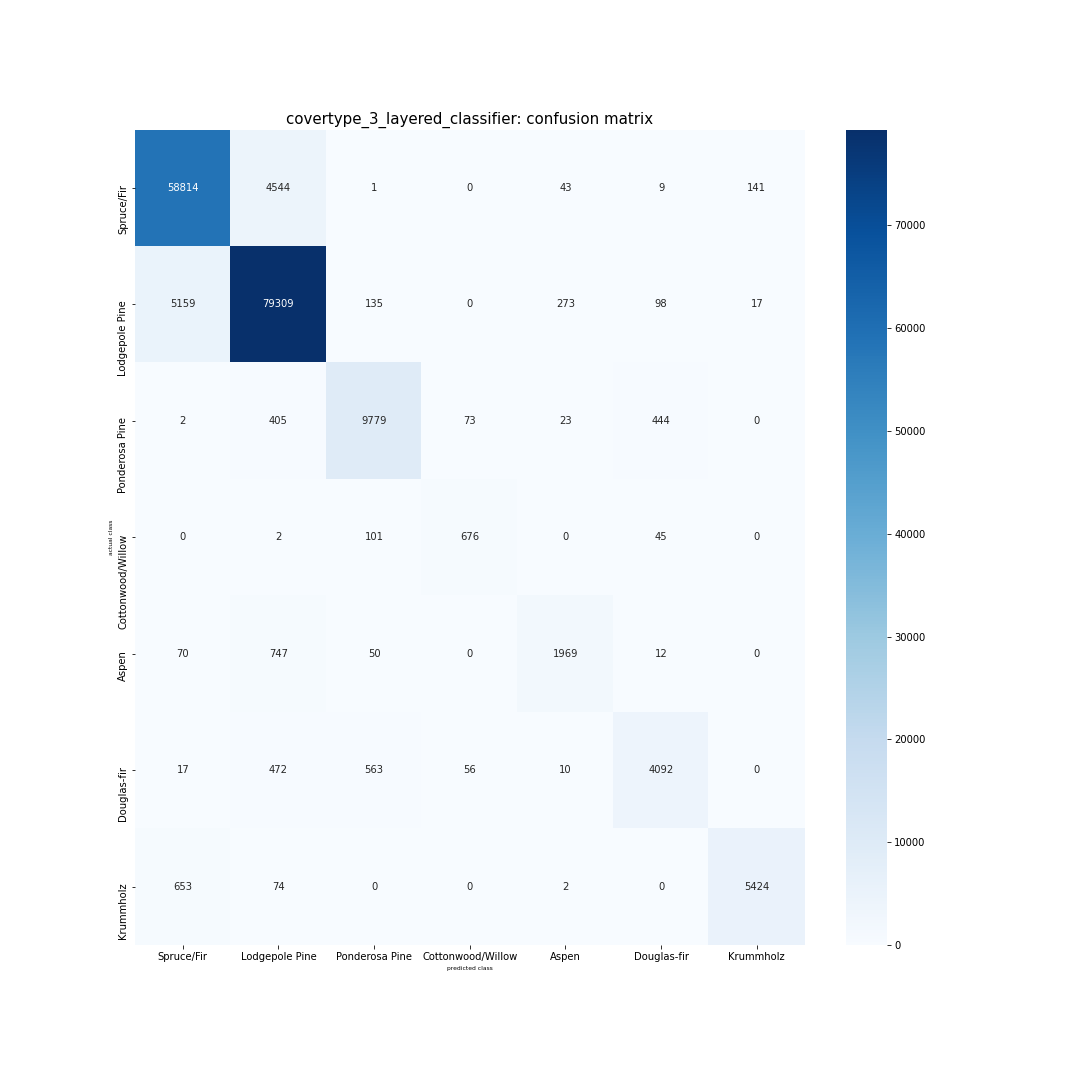 covertype_3_layered_classifier: confusion matrix
Spruce/Fir 58814 4544 1 0 43 9 141
Lodgepole Pine 5159 79309 135 0 273 98 17
Ponderosa Pine 2 405 9779 73 23 444 0
Cottonwood/Willow 0 2 101 676 0 45 0
Aspen 70 747 50 0 1969 12 0
Douglas-fir 17 472 563 56 10 4092 0
Krummholz 653 74 0 0 2 0 5424
actual class
Spruce/Fir Lodgepole Pine Ponderosa Pine Cottonwood/Willow Aspen Douglas-fir Krummholz
predicted class
70000
60000
50000
40000
30000
20000
10000
0